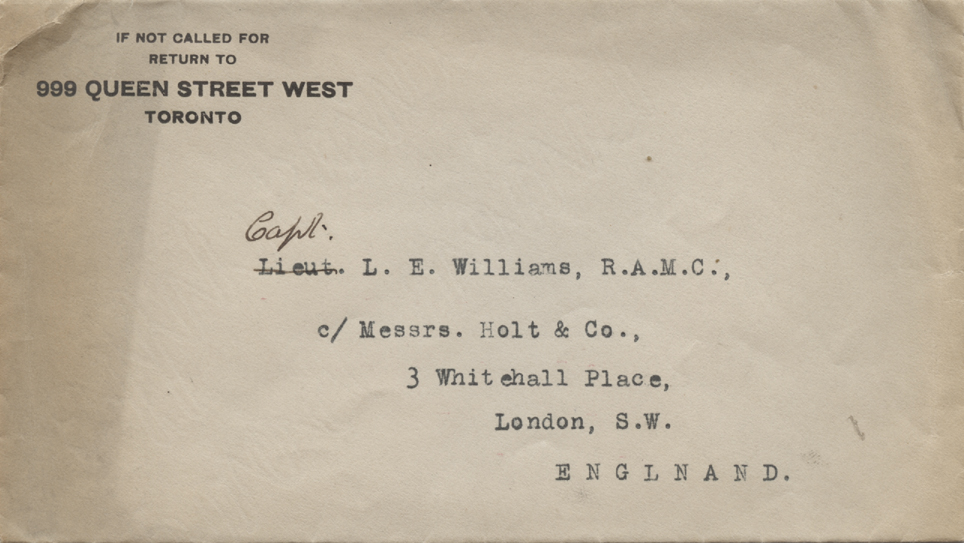 IF NOT CALLED FOR
RETURN TO
999 QUEEN STREET WEST
TORONTO
Capt.
Lieut. L. E. Williams, R.A.M.C.,
c/ Messrs. Holt & Co.,
3 Whitehall Place,
London, S.W.
E N G L N A N D.